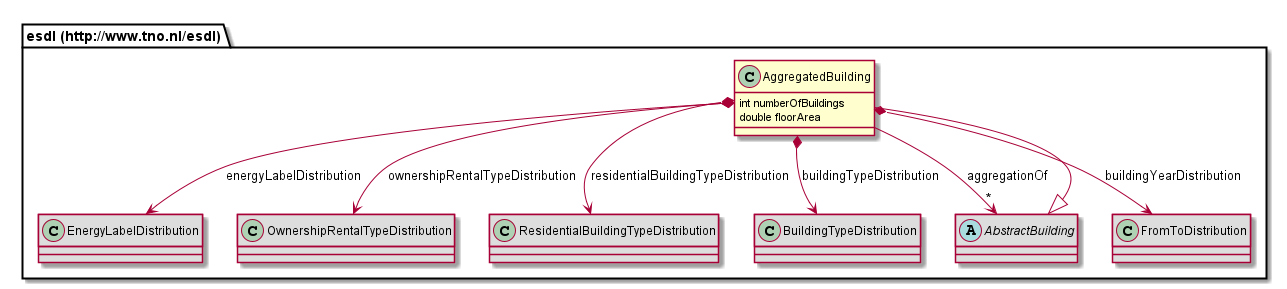 esdl (http://www.tno.nl/esdl)
C AggregatedBuilding
int numberOfBuildings
double floorArea
energyLabelDistribution
ownershipRentalTypeDistribution
residentialBuildingTypeDistribution
buildingTypeDistribution
aggregationOf
buildingYearDistribution
*
C EnergyLabelDistribution
C OwnershipRentalTypeDistribution
C ResidentialBuildingTypeDistribution
C BuildingTypeDistribution
A AbstractBuilding
C FromToDistribution